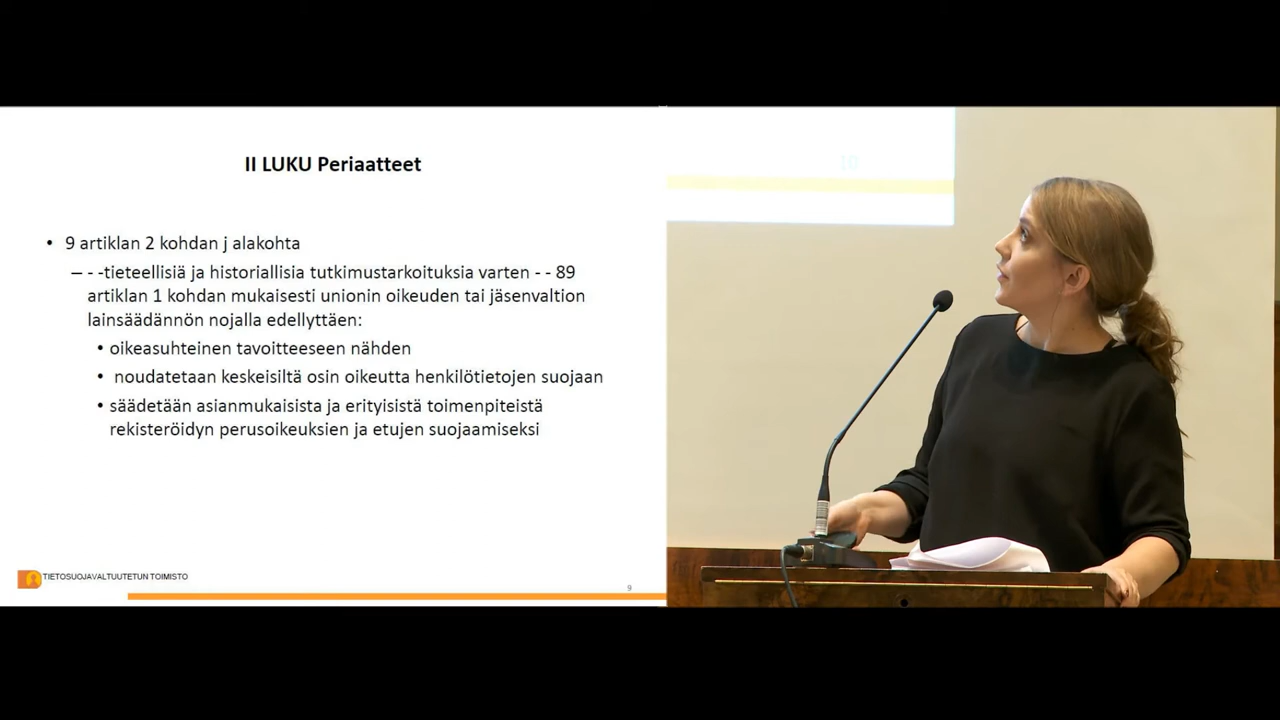 II LUKU Periaatteet
• 9 artiklan 2 kohdan j alakohta
– - -tieteellisiä ja historiallisia tutkimustarkoituksia varten - - 89
artiklan 1 kohdan mukaisesti unionin oikeuden tai jäsenvaltion
lainsäädännön nojalla edellyttäen:
• oikeasuhteinen tavoitteeseen nähden
• noudatetaan keskeisiltä osin oikeutta henkilötietojen suojaan
• säädetään asianmukaisista ja erityisistä toimenpiteistä
rekisteröidyn perusoikeuksien ja etujen suojaamiseksi
TIETOSUOJAVALTUUTETUN TOIMISTO
9
10